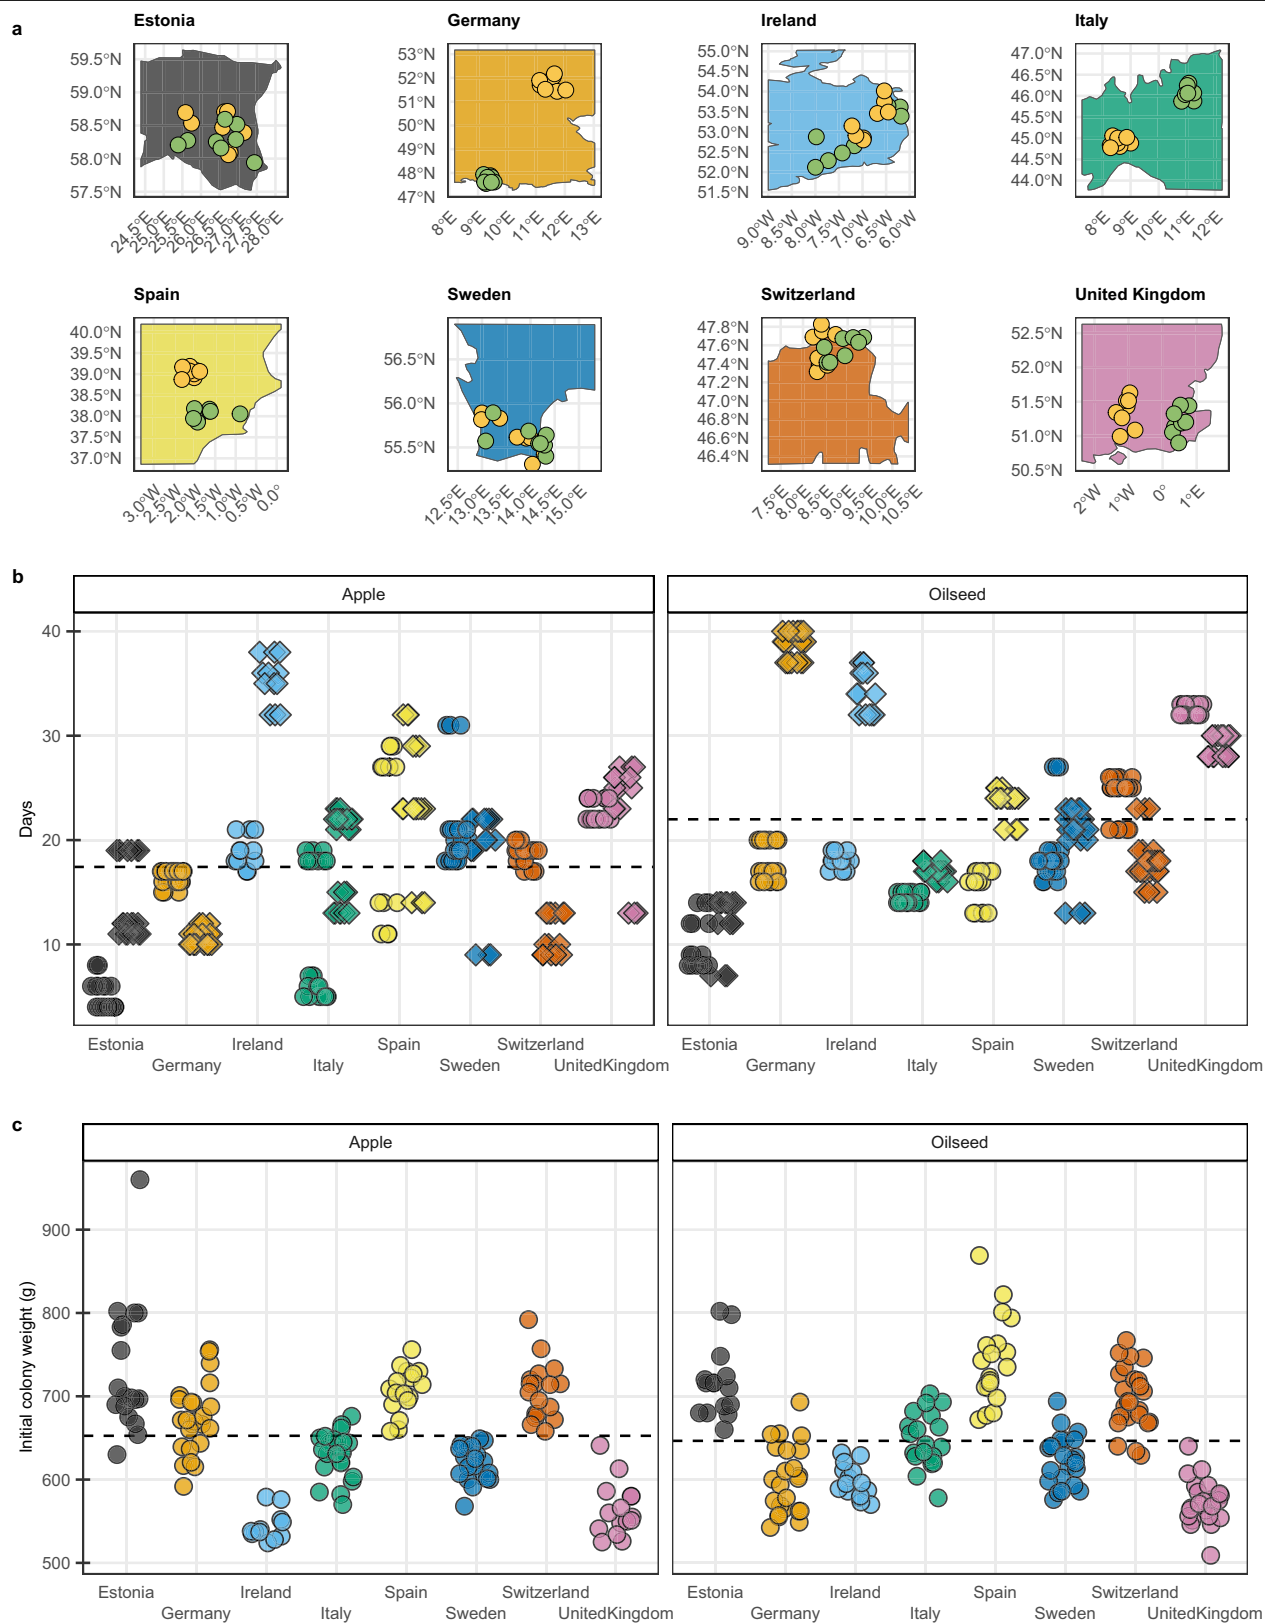 a
Estonia
Germany
Ireland
Italy
59.5°N
59.0°N
58.5°N
58.0°N
57.5°N
24.5°E
25.0°E
25.5°E
26.0°E
26.5°E
27.0°E
27.5°E
28.0°E
53°N
52°N
51°N
50°N
49°N
48°N
47°N
8°E
9°E
10°E
11°E
12°E
13°E
55.0°N
54.5°N
54.0°N
53.5°N
53.0°N
52.5°N
52.0°N
51.5°N
9.0°W
8.5°W
8.0°W
7.5°W
7.0°W
6.5°W
6.0°W
47.0°N
46.5°N
46.0°N
45.5°N
45.0°N
44.5°N
44.0°N
8°E
9°E
10°E
11°E
12°E
Spain
Sweden
Switzerland
United Kingdom
40.0°N
39.5°N
39.0°N
38.5°N
38.0°N
37.5°N
37.0°N
3.0°W
2.5°W
2.0°W
1.5°W
1.0°W
0.5°W
0.0°
56.5°N
56.0°N
55.5°N
12.5°E
13.0°E
13.5°E
14.0°E
14.5°E
15.0°E
47.8°N
47.6°N
47.4°N
47.2°N
47.0°N
46.8°N
46.6°N
46.4°N
7.5°E
8.0°E
8.5°E
9.0°E
9.5°E
10.0°E
10.5°E
52.5°N
52.0°N
51.5°N
51.0°N
50.5°N
2°W
1°W
0°
1°E
b
Apple
Oilseed
Days
40
30
20
10
Estonia
Germany
Ireland
Italy
Spain
Sweden
Switzerland
UnitedKingdom
Estonia
Germany
Ireland
Italy
Spain
Sweden
Switzerland
UnitedKingdom
c
Apple
Oilseed
Initial colony weight (g)
900
800
700
600
500
Estonia
Germany
Ireland
Italy
Spain
Sweden
Switzerland
UnitedKingdom
Estonia
Germany
Ireland
Italy
Spain
Sweden
Switzerland
UnitedKingdom